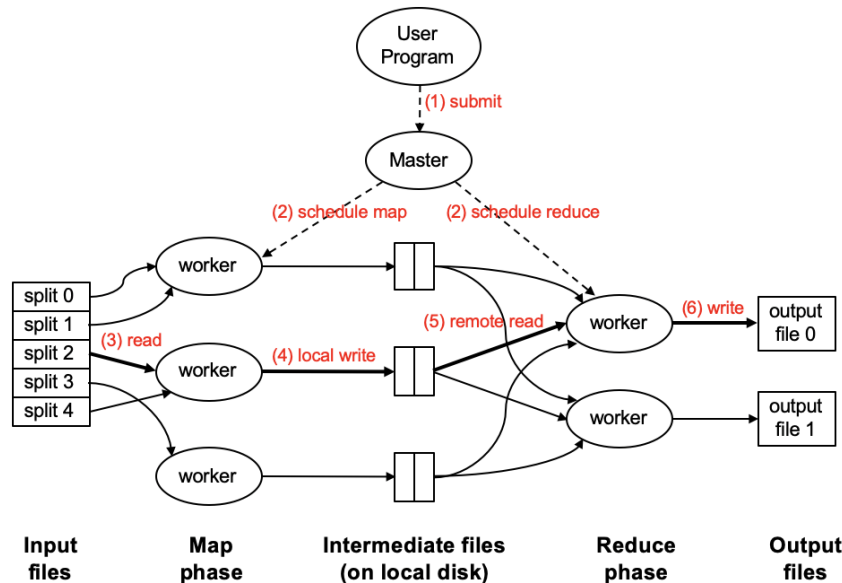 User
Program
(1) submit
Master
(2) schedule map
(2) schedule reduce
worker
split 0
split 1
split 2
split 3
split 4
(3) read
worker
(4) local write
(5) remote read
worker
(6) write
output
file 0
worker
output
file 1
worker
Input
files
Map
phase
Intermediate files
(on local disk)
Reduce
phase
Output
files